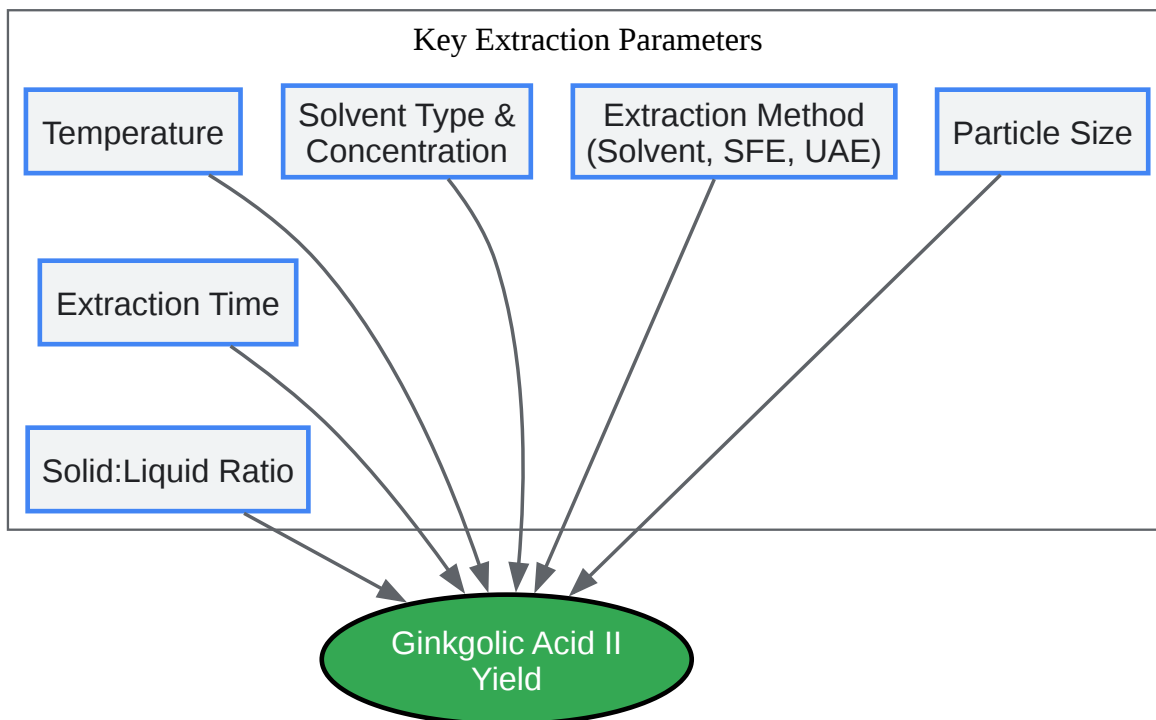 Key Extraction Parameters
Temperature
Solvent Type &
Concentration
Extraction Method
(Solvent, SFE, UAE)
Particle Size
Extraction Time
Solid:Liquid Ratio
Ginkgolic Acid II
Yield